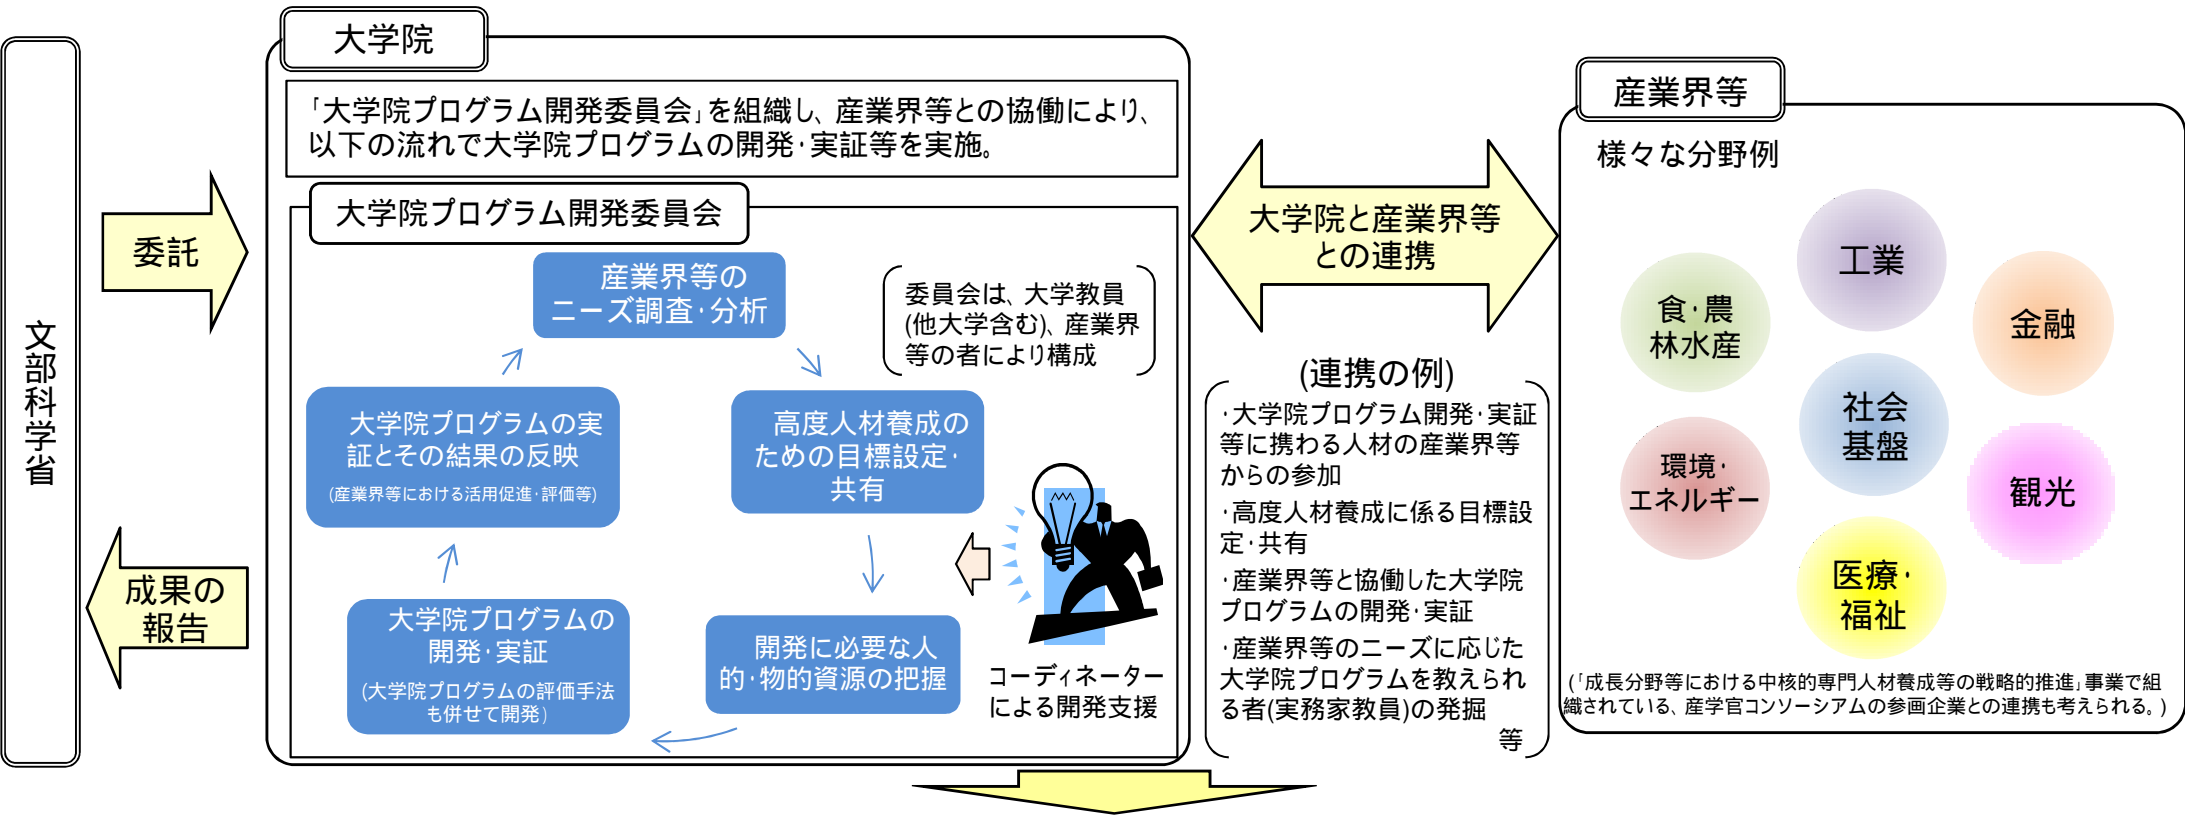 文部科学省
委託
成果の
報告
大学院
「大学院プログラム開発委員会」を組織し、産業界等との協働により、
以下の流れで大学院プログラムの開発・実証等を実施。
大学院プログラム開発委員会
産業界等の
ニーズ調査・分析
委員会は、大学教員
(他大学含む)、産業界
等の者により構成
高度人材養成の
ための目標設定・
共有
開発に必要な人
的・物的資源の把握
大学院プログラムの
開発・実証
(大学院プログラムの評価手法
も併せて開発)
大学院プログラムの実
証とその結果の反映
(産業界等における活用促進・評価等)
コーディネーター
による開発支援
大学院と産業界等
との連携
(連携の例)
・大学院プログラム開発・実証
等に携わる人材の産業界等
からの参加
・高度人材養成に係る目標設
定・共有
・産業界等と協働した大学院
プログラムの開発・実証
・産業界等のニーズに応じた
大学院プログラムを教えられ
る者(実務家教員)の発掘
等
産業界等
様々な分野例
工業
食・農
林水産
金融
社会
基盤
環境・
エネルギー
観光
医療・
福祉
(「成長分野等における中核的専門人材養成等の戦略的推進」事業で組
織されている、産学官コンソーシアムの参画企業との連携も考えられる。)